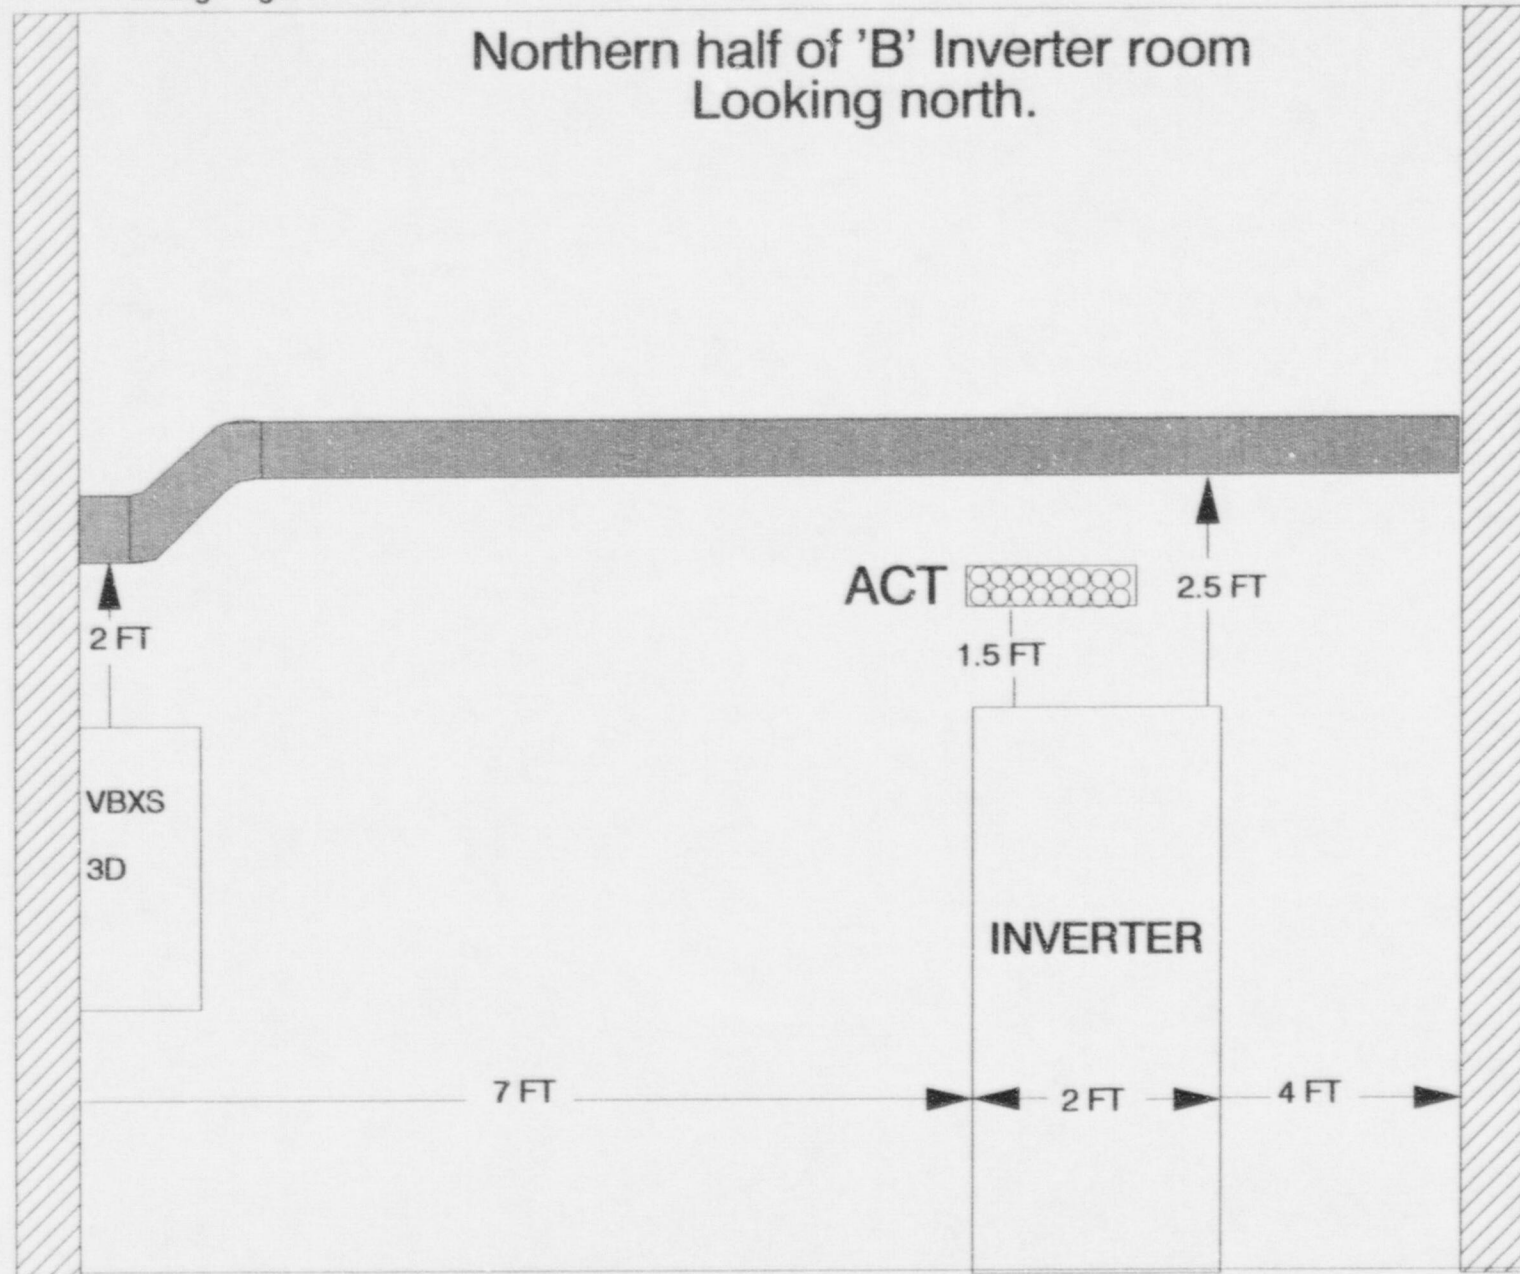 Northern half of 'B' Inverter room
Looking north.
ACT
2.5 FT
2 FT
1.5 FT
VBXS
3D
INVERTER
7 FT
2 FT
4 FT